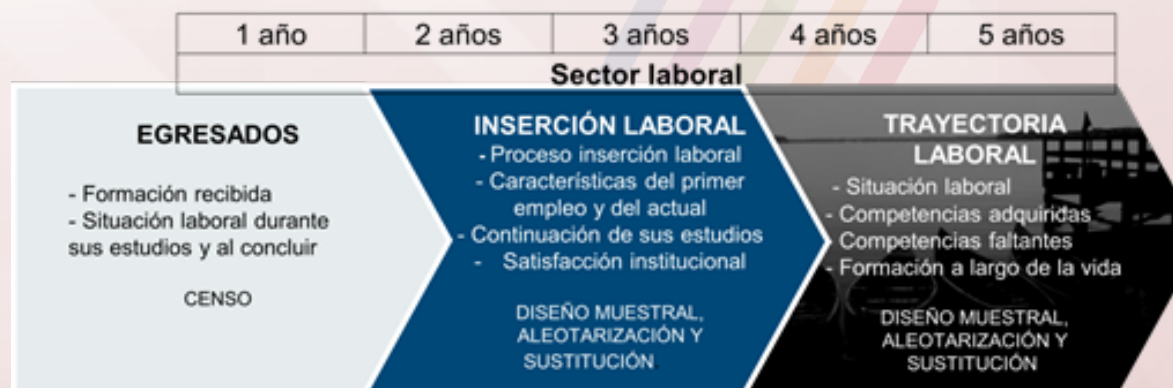 1 año 2 años 3 años 4 años 5 años
Sector laboral
EGRESADOS
- Formación recibida
- Situación laboral durante
sus estudios y al concluir
CENSO
INSERCIÓN LABORAL
- Proceso inserción laboral
- Características del primer
empleo y del actual
- Continuación de sus estudios
- Satisfacción institucional
DISEÑO MUESTRAL,
ALEOTARIZACIÓN Y
SUSTITUCIÓN.
TRAYECTORIA
LABORAL
- Situación laboral
- Competencias adquiridas
- Competencias faltantes
- Formación a largo de la vida
DISEÑO MUESTRAL,
ALEOTARIZACIÓN Y
SUSTITUCIÓN